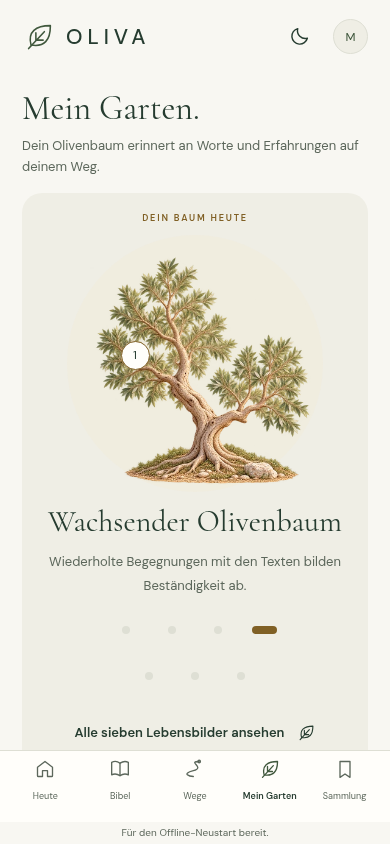 OLIVA
M
Mein Garten.
Dein Olivenbaum erinnert an Worte und Erfahrungen auf
deinem Weg.
DEIN BAUM HEUTE
1
Wachsender Olivenbaum
Wiederholte Begegnungen mit den Texten bilden
Beständigkeit ab.
Alle sieben Lebensbilder ansehen
Heute Bibel Wege Mein Garten Sammlung
Für den Offline-Neustart bereit.